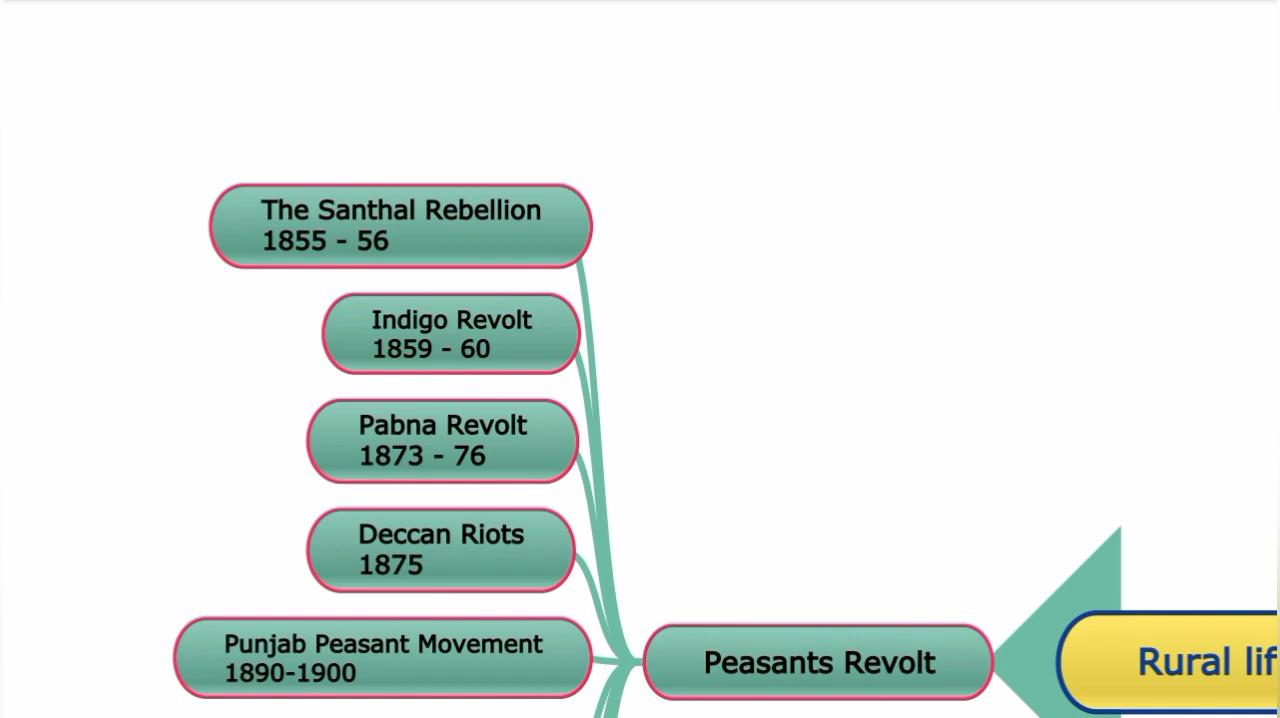 The Santhal Rebellion
1855 - 56
Indigo Revolt
1859 - 60
Pabna Revolt
1873 - 76
Deccan Riots
1875
Punjab Peasant Movement
1890-1900
Peasants Revolt
Rural